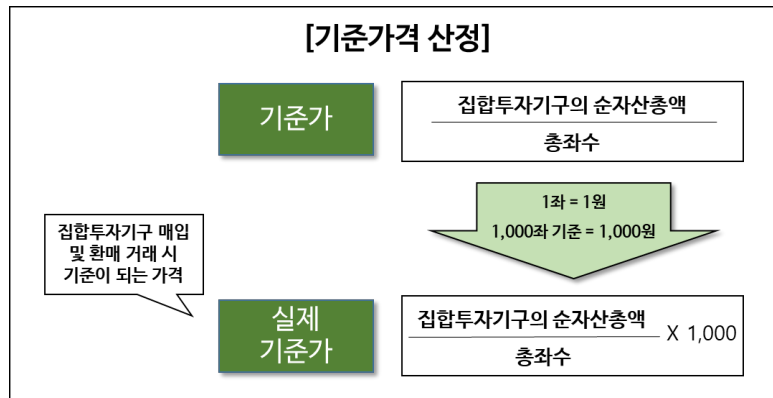 [기준가격 산정]
기준가
집합투자기구의 순자산총액
총좌수
1좌 = 1원
1,000좌 기준 = 1,000원
집합투자기구 매입
및 환매 거래 시
기준이 되는 가격
실제
기준가
집합투자기구의 순자산총액
총좌수
X 1,000